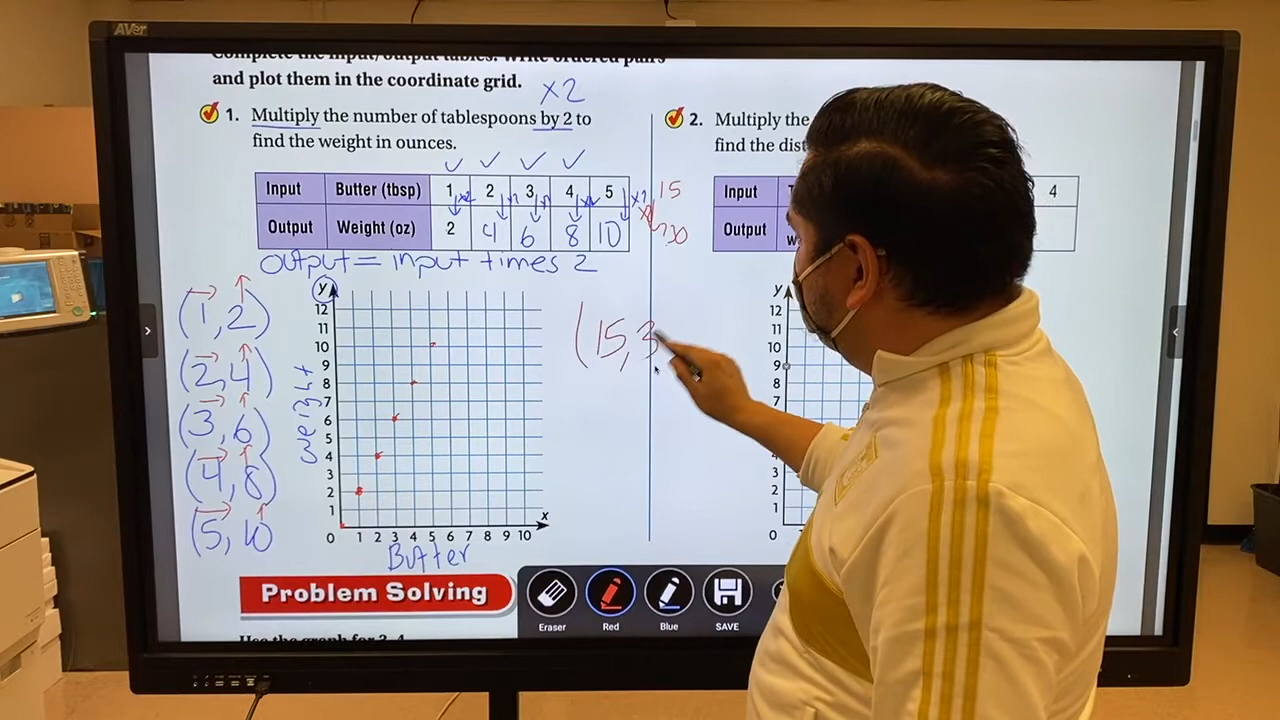 AVer
Complete the input/output tables. Write ordered pairs
and plot them in the coordinate grid.
×2
1. Multiply the number of tablespoons by 2 to
find the weight in ounces.
Input Butter (tbsp) 1 2 3 4 5
Output Weight (oz) 2 4 6 8 10
×2 ×2 ×2
15
30
output = input times 2
(1,2)
(2,4)
(3,6)
(4,8)
(5,10
y
12
11
10
9
8
7
6
5
4
3
2
1
0 1 2 3 4 5 6 7 8 9 10
x
weight
Butter
(15,3
2. Multiply the
find the dist
Input 4
Output
y
12
11
10
9
8
7
4
3
2
1
0
Problem Solving
Use the graph for 3–4.
Eraser
Red
Blue
SAVE